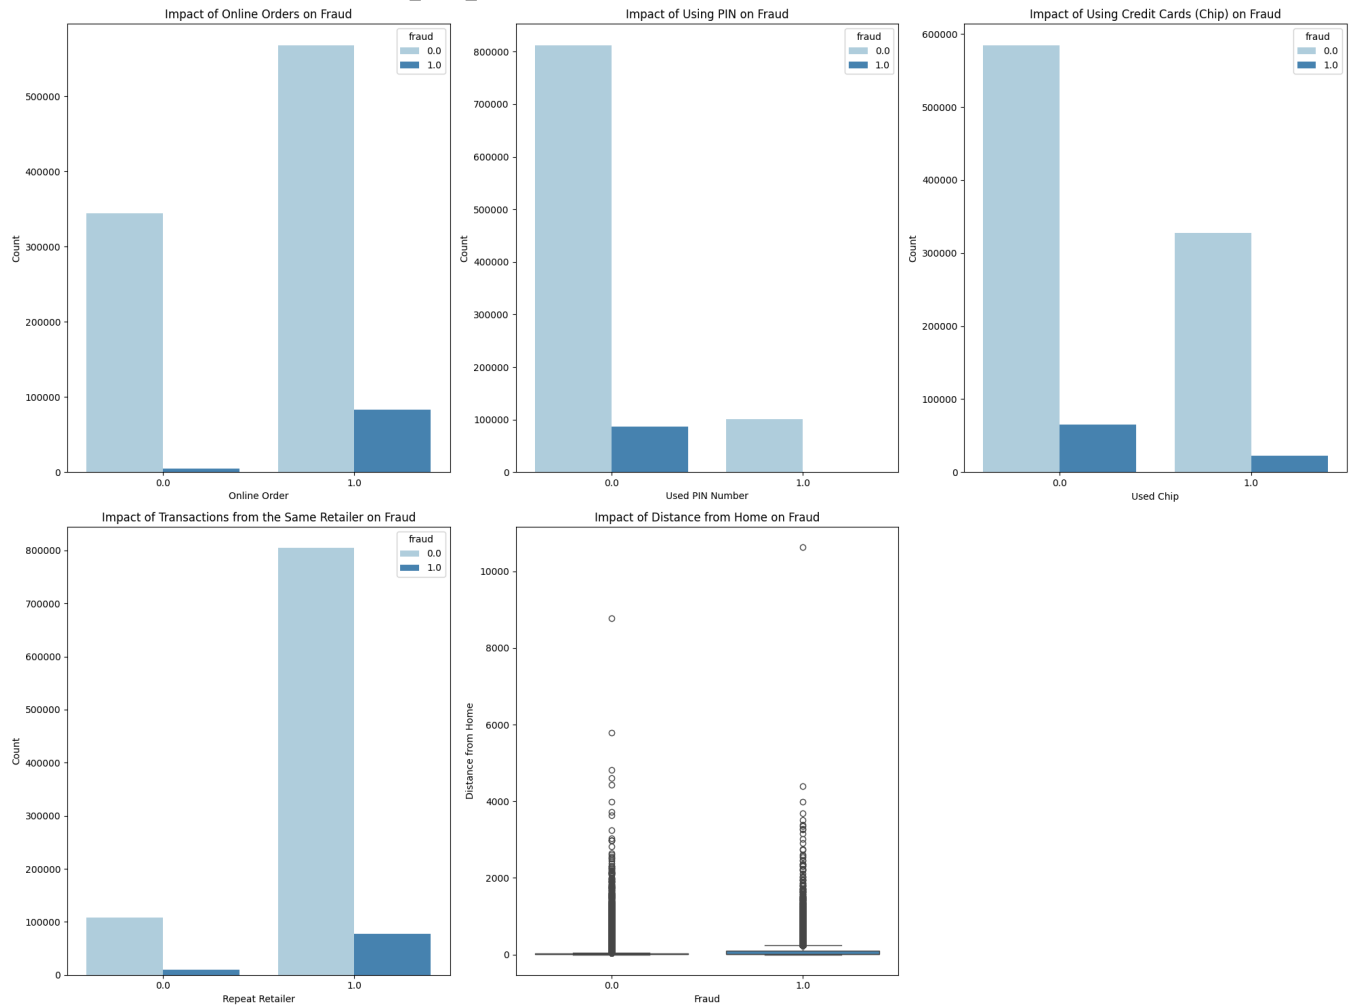 Impact of Online Orders on Fraud
fraud
0.0
1.0
500000
400000
300000
200000
100000
0
Count
0.0
1.0
Online Order
Impact of Using PIN on Fraud
fraud
0.0
1.0
800000
700000
600000
500000
400000
300000
200000
100000
0
Count
0.0
1.0
Used PIN Number
Impact of Using Credit Cards (Chip) on Fraud
fraud
0.0
1.0
600000
500000
400000
300000
200000
100000
0
Count
0.0
1.0
Used Chip
Impact of Transactions from the Same Retailer on Fraud
fraud
0.0
1.0
800000
700000
600000
500000
400000
300000
200000
100000
0
Count
0.0
1.0
Repeat Retailer
Impact of Distance from Home on Fraud
10000
8000
6000
4000
2000
0
Distance from Home
0.0
1.0
Fraud